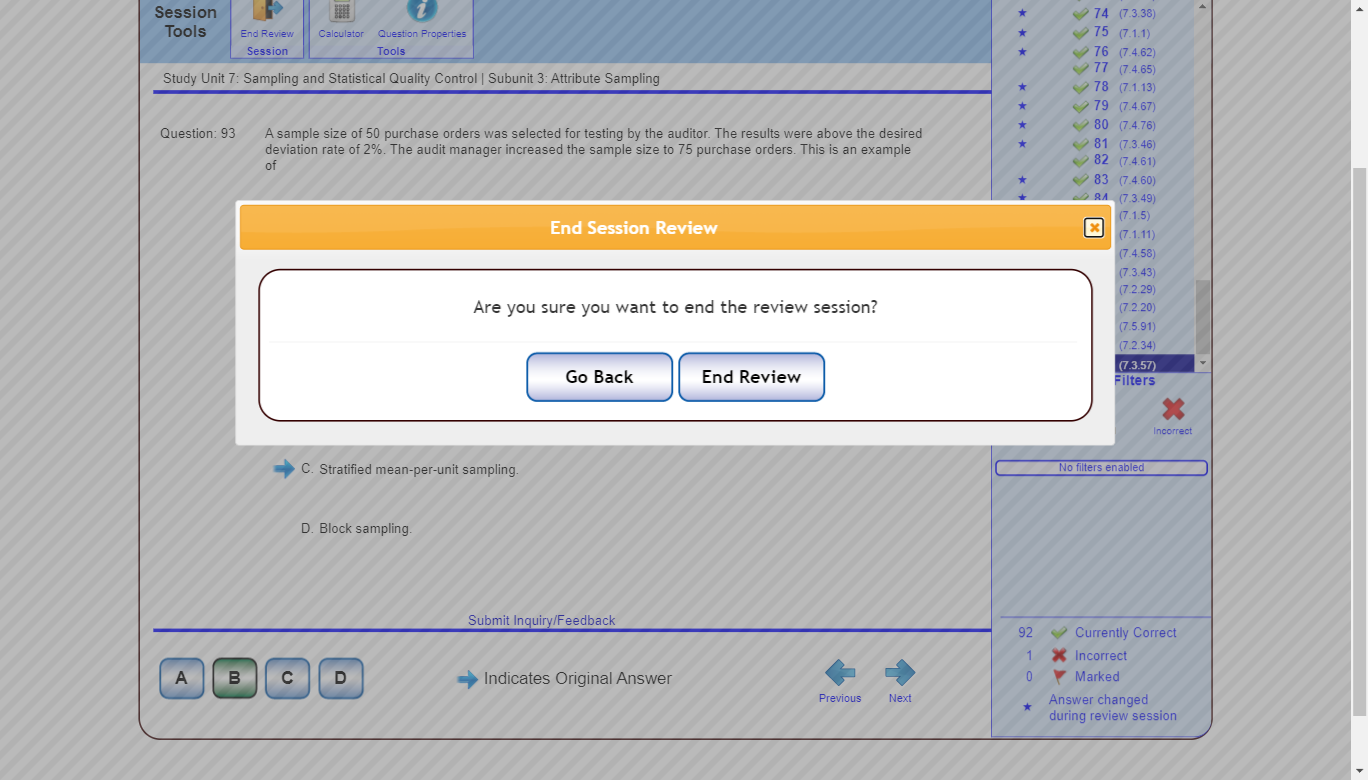 Session
Tools
End Review
Session
Calculator
Question Properties
Tools
Study Unit 7: Sampling and Statistical Quality Control | Subunit 3: Attribute Sampling
Question: 93
A sample size of 50 purchase orders was selected for testing by the auditor. The results were above the desired
deviation rate of 2%. The audit manager increased the sample size to 75 purchase orders. This is an example
of
End Session Review
Are you sure you want to end the review session?
Go Back
End Review
C. Stratified mean-per-unit sampling.
D. Block sampling.
Submit Inquiry/Feedback
A
B
C
D
Indicates Original Answer
Previous
Next
74 (7.3.38)
75 (7.1.1)
76 (7.4.62)
77 (7.4.65)
78 (7.1.13)
79 (7.4.67)
80 (7.4.76)
81 (7.3.46)
82 (7.4.61)
83 (7.4.60)
84 (7.3.49)
(7.1.5)
(7.1.11)
(7.4.58)
(7.3.43)
(7.2.29)
(7.2.20)
(7.5.91)
(7.2.34)
(7.3.57)
Filters
Incorrect
No filters enabled
92 Currently Correct
1 Incorrect
0 Marked
Answer changed
during review session